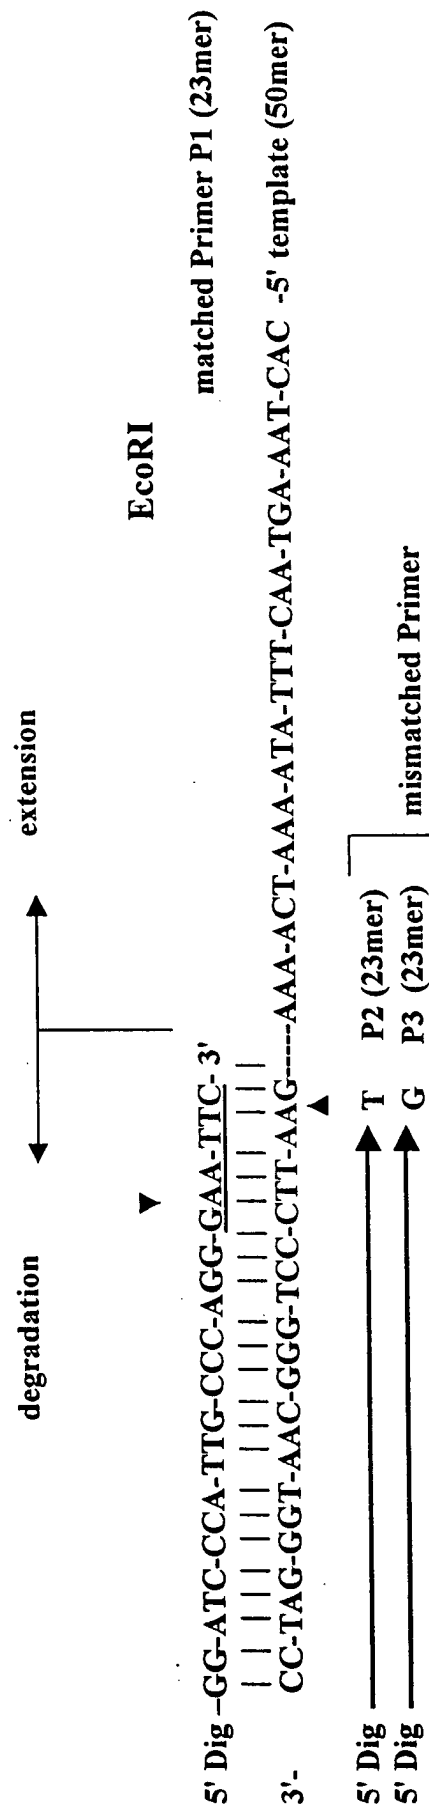 degradation extension
EcoRI
matched Primer P1 (23mer)
5' Dig –GG-ATC-CCA-TTG-CCC-AGG-GAA-TTC- 3'
3'- CC-TAG-GGT-AAC-GGG-TCC-CTT-AAG-----AAA-ACT-AAA-ATA-TTT-CAA-TGA-AAT-CAC -5' template (50mer)
5' Dig T P2 (23mer)
5' Dig G P3 (23mer)
mismatched Primer